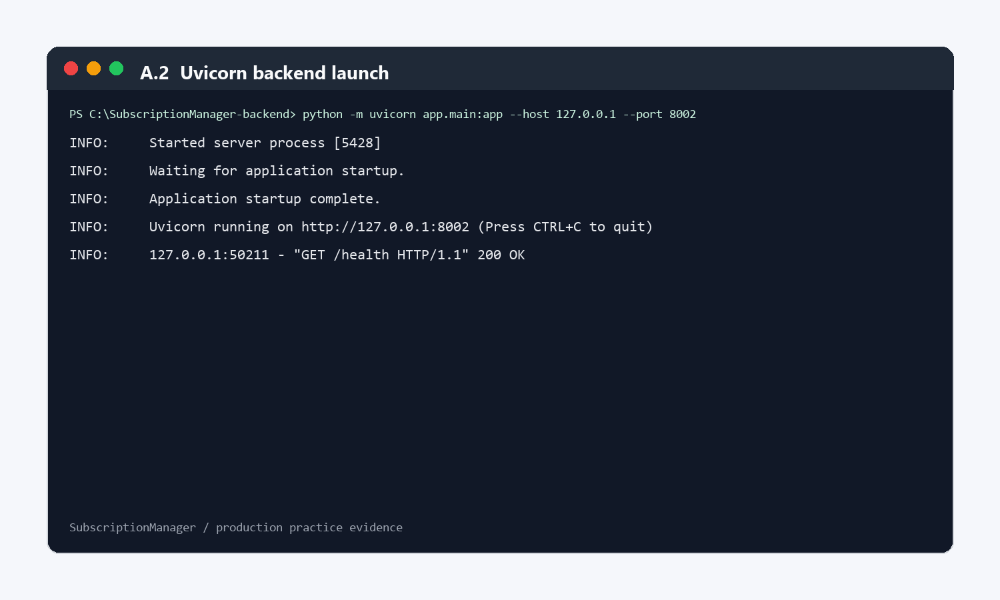 A.2 Uvicorn backend launch
PS C:\SubscriptionManager-backend> python -m uvicorn app.main:app --host 127.0.0.1 --port 8002
INFO:     Started server process [5428]
INFO:     Waiting for application startup.
INFO:     Application startup complete.
INFO:     Uvicorn running on http://127.0.0.1:8002 (Press CTRL+C to quit)
INFO:     127.0.0.1:50211 - "GET /health HTTP/1.1" 200 OK
SubscriptionManager / production practice evidence